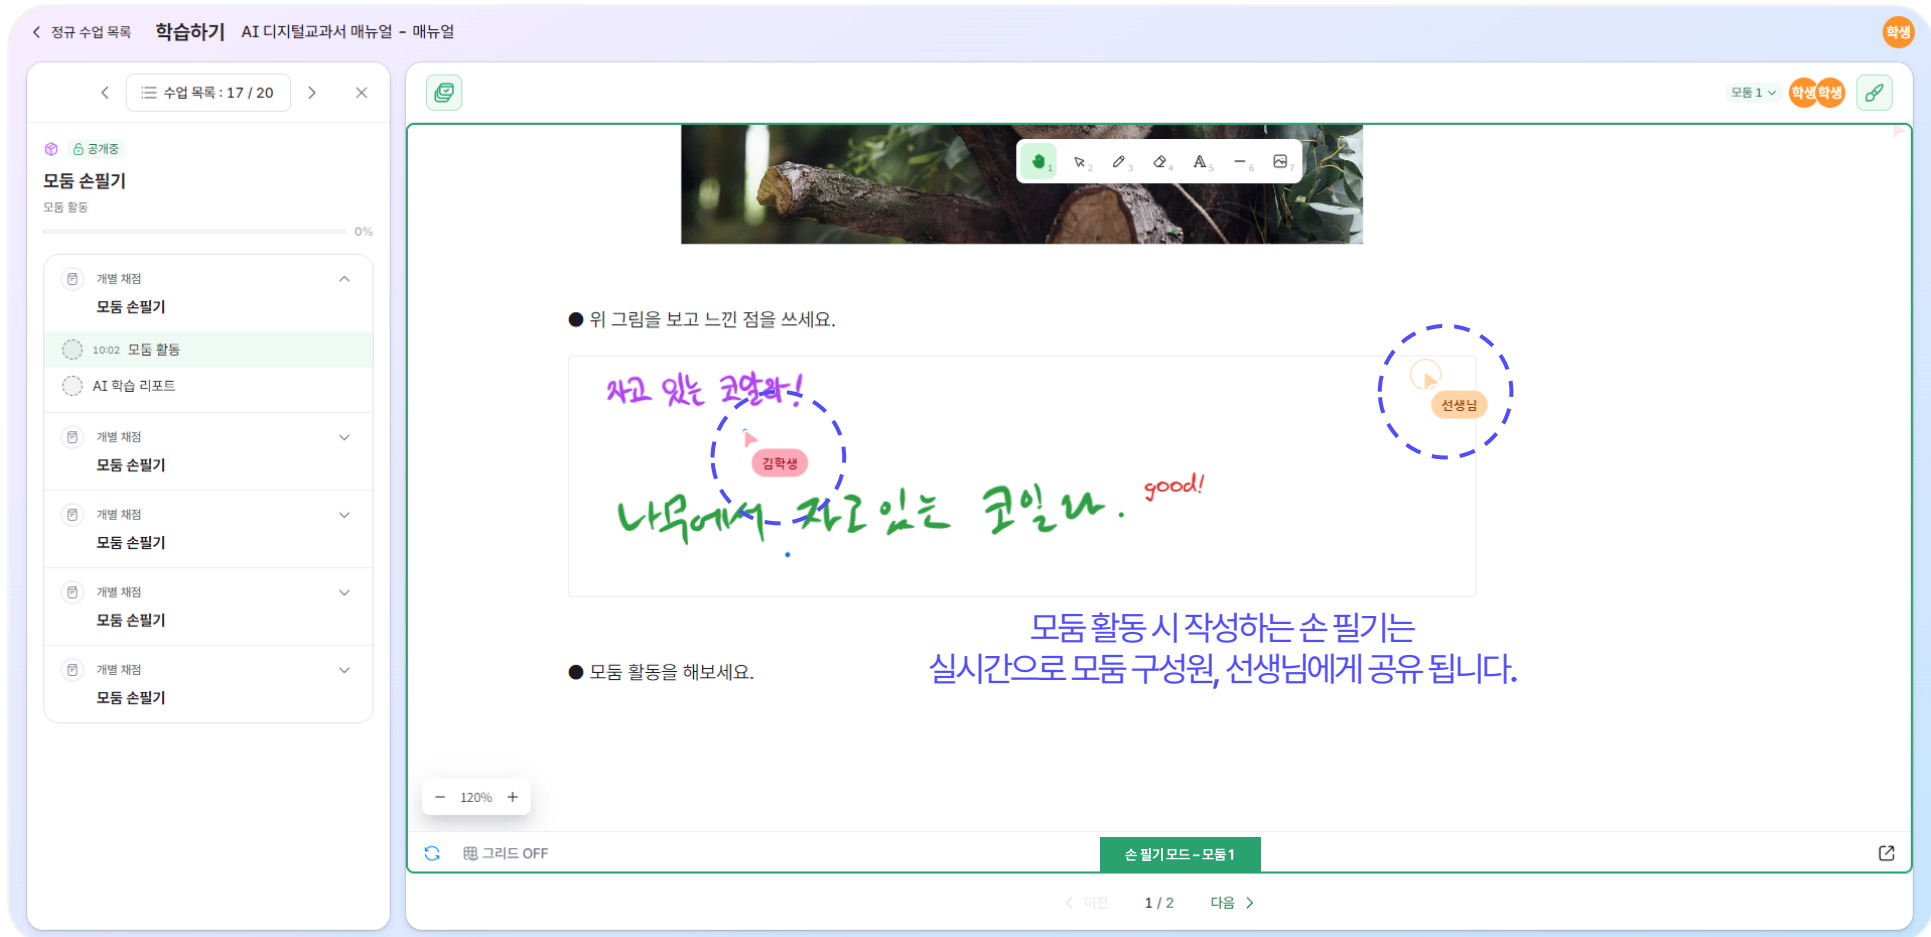 정규 수업 목록 학습하기 AI 디지털교과서 매뉴얼 - 매뉴얼 학생
수업 목록 : 17 / 20
공개중
모둠 손필기
모둠 활동
0%
개별 채점
모둠 손필기
10:02 모둠 활동
AI 학습 리포트
개별 채점
모둠 손필기
개별 채점
모둠 손필기
개별 채점
모둠 손필기
개별 채점
모둠 손필기
모둠 1 학생 학생
1 2 3 4 A 5 6 7
● 위 그림을 보고 느낀 점을 쓰세요.
자고 있는 코알라!
선생님
김학생
나무에서 자고 있는 코일라. good!
모둠 활동 시 작성하는 손 필기는
실시간으로 모둠 구성원, 선생님에게 공유 됩니다.
● 모둠 활동을 해보세요.
120%
그리드 OFF
손 필기 모드 – 모둠 1
이전 1 / 2 다음